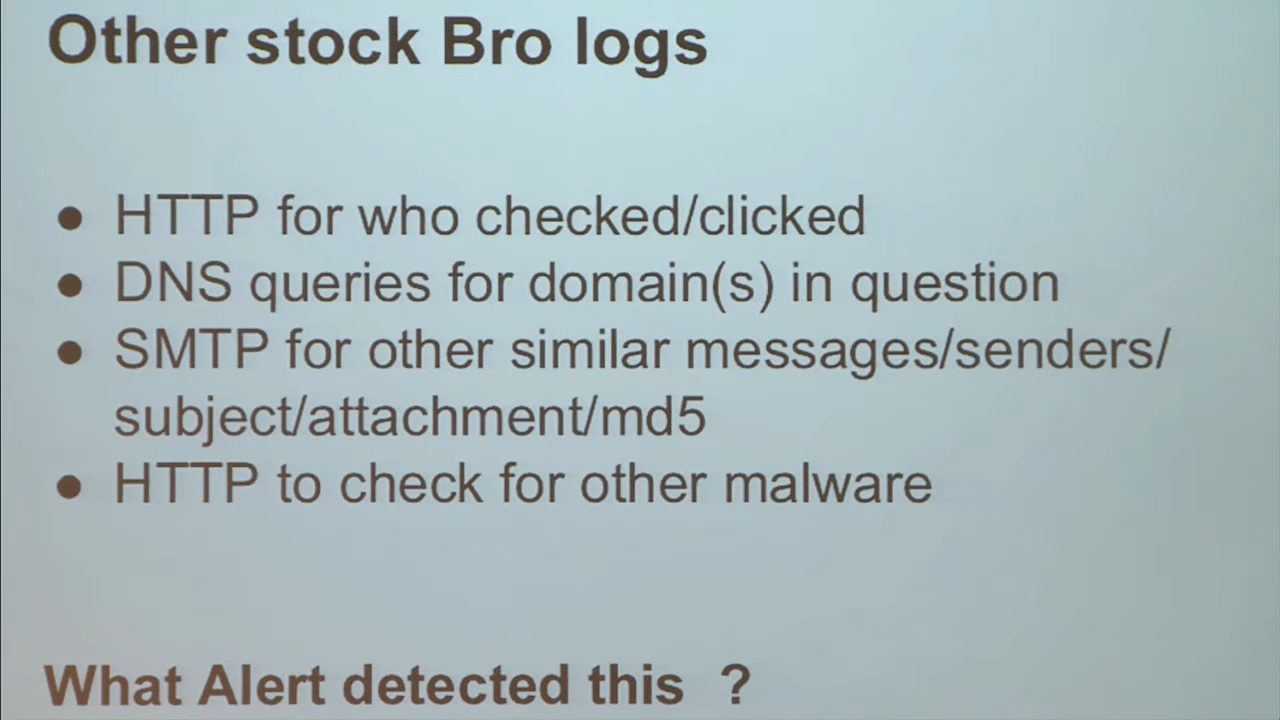 Other stock Bro logs
● HTTP for who checked/clicked
● DNS queries for domain(s) in question
● SMTP for other similar messages/senders/
subject/attachment/md5
● HTTP to check for other malware
What Alert detected this ?